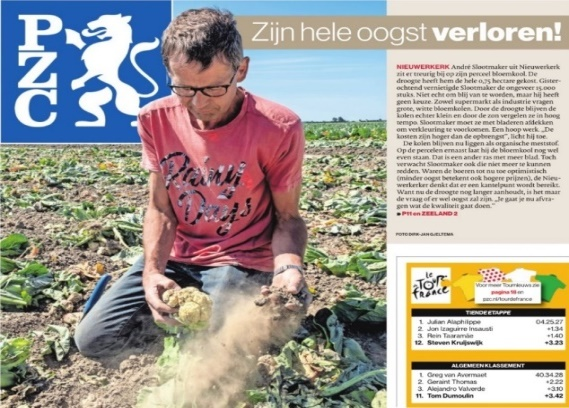 PZC
Zijn hele oogst verloren!
NIEUWERKERK André Slootmaker uit Nieuwerkerk
zit er treurig bij op zijn perceel bloemkool. De
droogte heeft hem de hele 0,75 hectare gekost. Gister-
ochtend vernietigde Slootmaker de ongeveer 15.000
stuks. Niet echt om blij van te worden, maar hij heeft
geen keuze. Zowel supermarkt als industrie vragen
grote, witte bloemkolen. Door de droogte blijven de
kolen echter klein en door de zon vergelen ze in hoog
tempo. Slootmaker moet ze met bladeren afdekken
om verkleuring te voorkomen. Een hoop werk. „De
kosten zijn hoger dan de opbrengst”, licht hij toe.
De kolen blijven nu liggen als organische meststof.
Op de percelen ernaast laat hij de bloemkool nog wel
even staan. Dat is een ander ras met meer blad. Toch
verwacht Slootmaker ook die niet meer te kunnen
redden. Waren de boeren tot nu toe optimistisch
(minder oogst betekent ook hogere prijzen), de Nieu-
werkerker denkt dat er een kantelpunt wordt bereikt.
Want nu de droogte nog langer aanhoudt, is het maar
de vraag of er wel oogst zal zijn. „Je gaat je nu afvra-
gen wat de kwaliteit gaat doen.”
P11 en ZEELAND 2
FOTO DIRK-JAN GJELTEMA
Rainy
Days
le
TOUR
de
france
Voor meer Tournieuws zie
pagina 18 en
pzc.nl/tourdefrance
TIENDE ETAPPE
1. Julian Alaphilippe 04.25.27
2. Jon Izaguirre Insausti +1.34
3. Rein Taaramäe +1.40
12. Steven Kruijswijk +3.23
ALGEMEEN KLASSEMENT
1. Greg van Avermaet 40.34.28
2. Geraint Thomas +2.22
3. Alejandro Valverde +3.10
11. Tom Dumoulin +3.42